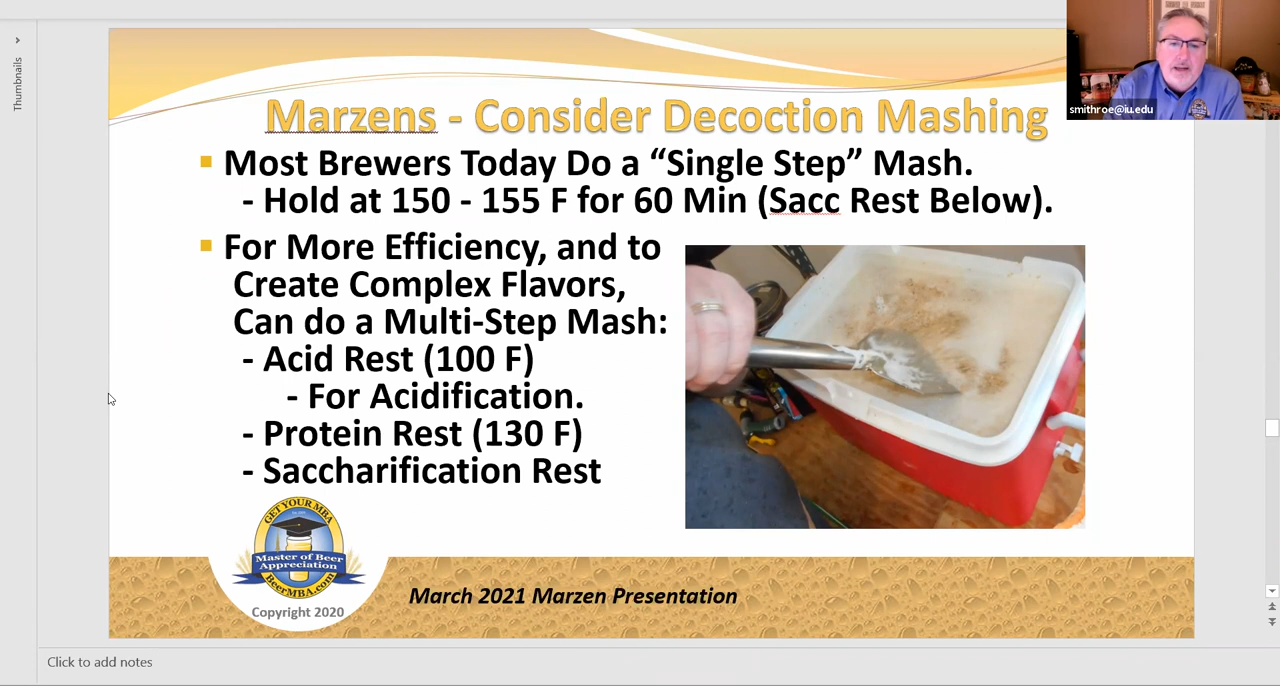 Thumbnails
smithroe@iu.edu
Marzens - Consider Decoction Mashing
Most Brewers Today Do a “Single Step” Mash.
- Hold at 150 - 155 F for 60 Min (Sacc Rest Below).
For More Efficiency, and to
Create Complex Flavors,
Can do a Multi-Step Mash:
- Acid Rest (100 F)
- For Acidification.
- Protein Rest (130 F)
- Saccharification Rest
GET YOUR MBA
Master of Beer
Appreciation
BeerMBA.com
Copyright 2020
March 2021 Marzen Presentation
Click to add notes